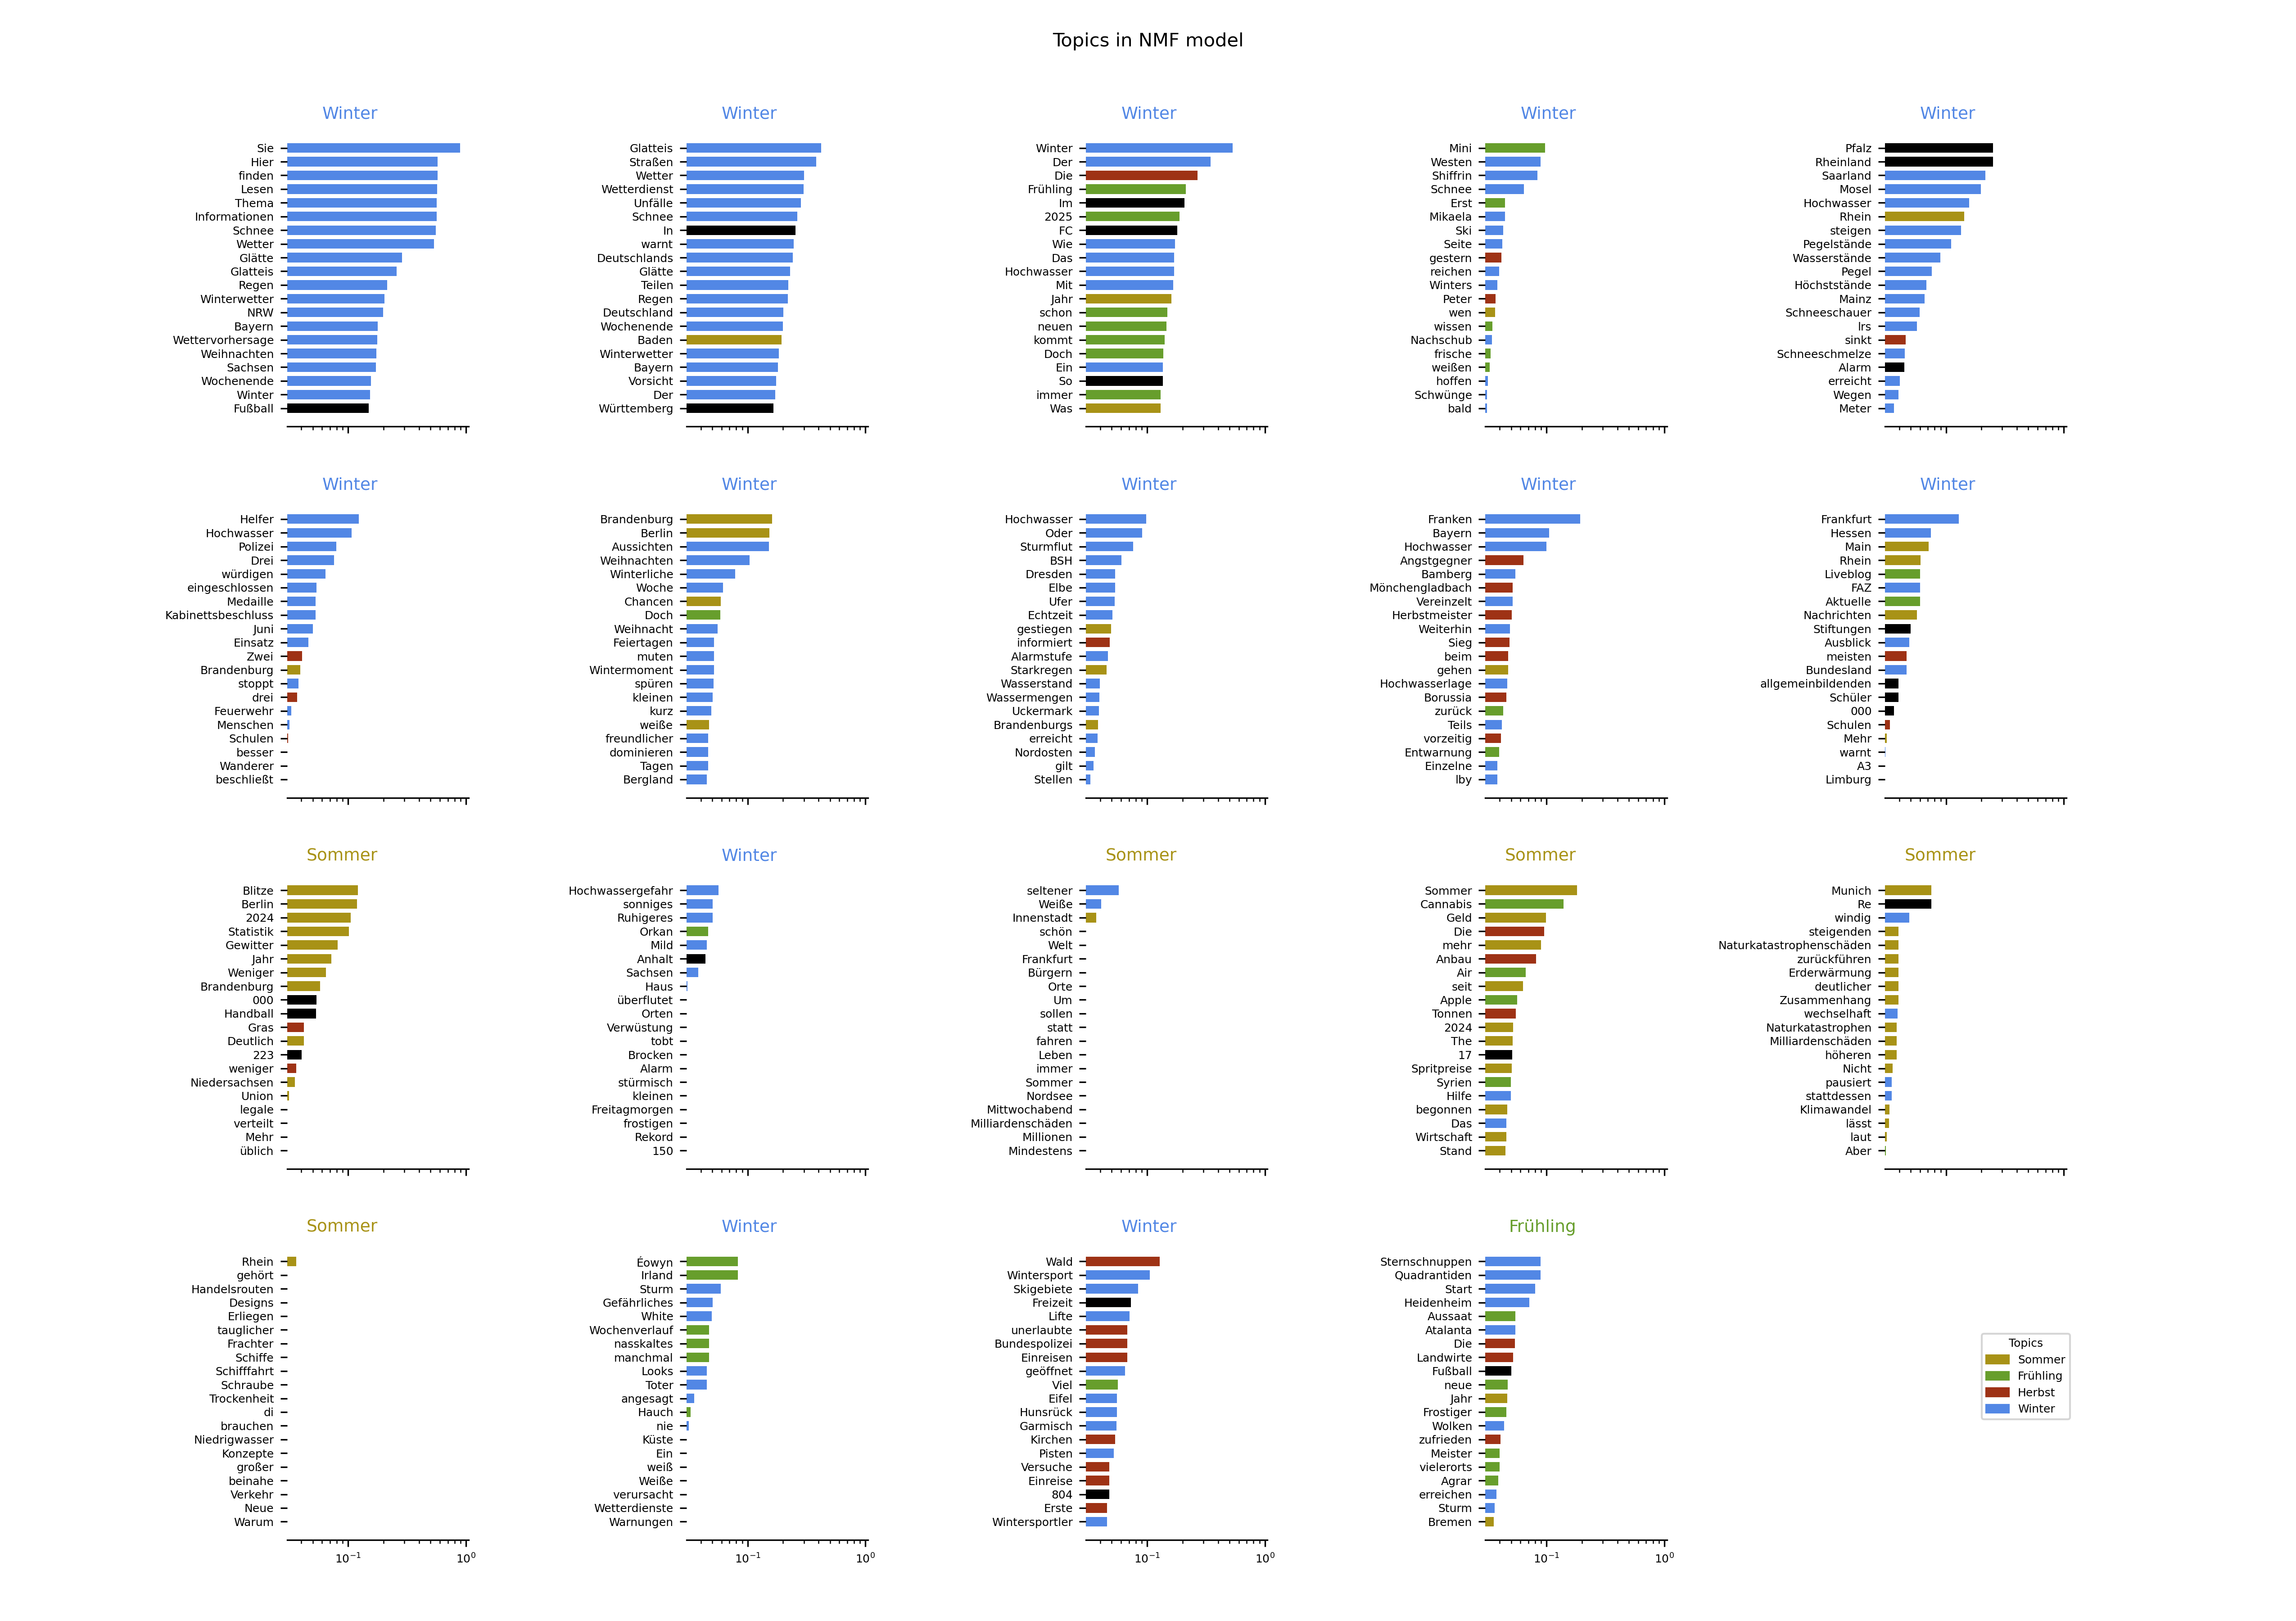 Topics in NMF model
Winter
Sie
Hier
finden
Lesen
Thema
Informationen
Schnee
Wetter
Glätte
Glatteis
Regen
Winterwetter
NRW
Bayern
Wettervorhersage
Weihnachten
Sachsen
Wochenende
Winter
Fußball
Winter
Glatteis
Straßen
Wetter
Wetterdienst
Unfälle
Schnee
In
warnt
Deutschlands
Glätte
Teilen
Regen
Deutschland
Wochenende
Baden
Winterwetter
Bayern
Vorsicht
Der
Württemberg
Winter
Winter
Der
Die
Frühling
Im
2025
FC
Wie
Das
Hochwasser
Mit
Jahr
schon
neuen
kommt
Doch
Ein
So
immer
Was
Winter
Mini
Westen
Shiffrin
Schnee
Erst
Mikaela
Ski
Seite
gestern
reichen
Winters
Peter
wen
wissen
Nachschub
frische
weißen
hoffen
Schwünge
bald
Winter
Pfalz
Rheinland
Saarland
Mosel
Hochwasser
Rhein
steigen
Pegelstände
Wasserstände
Pegel
Höchststände
Mainz
Schneeschauer
lrs
sinkt
Schneeschmelze
Alarm
erreicht
Wegen
Meter
Winter
Helfer
Hochwasser
Polizei
Drei
würdigen
eingeschlossen
Medaille
Kabinettsbeschluss
Juni
Einsatz
Zwei
Brandenburg
stoppt
drei
Feuerwehr
Menschen
Schulen
besser
Wanderer
beschließt
Winter
Brandenburg
Berlin
Aussichten
Weihnachten
Winterliche
Woche
Chancen
Doch
Weihnacht
Feiertagen
muten
Wintermoment
spüren
kleinen
kurz
weiße
freundlicher
dominieren
Tagen
Bergland
Winter
Hochwasser
Oder
Sturmflut
BSH
Dresden
Elbe
Ufer
Echtzeit
gestiegen
informiert
Alarmstufe
Starkregen
Wasserstand
Wassermengen
Uckermark
Brandenburgs
erreicht
Nordosten
gilt
Stellen
Winter
Franken
Bayern
Hochwasser
Angstgegner
Bamberg
Mönchengladbach
Vereinzelt
Herbstmeister
Weiterhin
Sieg
beim
gehen
Hochwasserlage
Borussia
zurück
Teils
vorzeitig
Entwarnung
Einzelne
lby
Winter
Frankfurt
Hessen
Main
Rhein
Liveblog
FAZ
Aktuelle
Nachrichten
Stiftungen
Ausblick
meisten
Bundesland
allgemeinbildenden
Schüler
000
Schulen
Mehr
warnt
A3
Limburg
Sommer
Blitze
Berlin
2024
Statistik
Gewitter
Jahr
Weniger
Brandenburg
000
Handball
Gras
Deutlich
223
weniger
Niedersachsen
Union
legale
verteilt
Mehr
üblich
Winter
Hochwassergefahr
sonniges
Ruhigeres
Orkan
Mild
Anhalt
Sachsen
Haus
überflutet
Orten
Verwüstung
tobt
Brocken
Alarm
stürmisch
kleinen
Freitagmorgen
frostigen
Rekord
150
Sommer
seltener
Weiße
Innenstadt
schön
Welt
Frankfurt
Bürgern
Orte
Um
sollen
statt
fahren
Leben
immer
Sommer
Nordsee
Mittwochabend
Milliardenschäden
Millionen
Mindestens
Sommer
Sommer
Cannabis
Geld
Die
mehr
Anbau
Air
seit
Apple
Tonnen
2024
The
17
Spritpreise
Syrien
Hilfe
begonnen
Das
Wirtschaft
Stand
Sommer
Munich
Re
windig
steigenden
Naturkatastrophenschäden
zurückführen
Erderwärmung
deutlicher
Zusammenhang
wechselhaft
Naturkatastrophen
Milliardenschäden
höheren
Nicht
pausiert
stattdessen
Klimawandel
lässt
laut
Aber
Sommer
Rhein
gehört
Handelsrouten
Designs
Erliegen
tauglicher
Frachter
Schiffe
Schifffahrt
Schraube
Trockenheit
di
brauchen
Niedrigwasser
Konzepte
großer
beinahe
Verkehr
Neue
Warum
10⁻¹ 10⁰
Winter
Éowyn
Irland
Sturm
Gefährliches
White
Wochenverlauf
nasskaltes
manchmal
Looks
Toter
angesagt
Hauch
nie
Küste
Ein
weiß
Weiße
verursacht
Wetterdienste
Warnungen
10⁻¹ 10⁰
Winter
Wald
Wintersport
Skigebiete
Freizeit
Lifte
unerlaubte
Bundespolizei
Einreisen
geöffnet
Viel
Eifel
Hunsrück
Garmisch
Kirchen
Pisten
Versuche
Einreise
804
Erste
Wintersportler
10⁻¹ 10⁰
Frühling
Sternschnuppen
Quadrantiden
Start
Heidenheim
Aussaat
Atalanta
Die
Landwirte
Fußball
neue
Jahr
Frostiger
Wolken
zufrieden
Meister
vielerorts
Agrar
erreichen
Sturm
Bremen
10⁻¹ 10⁰
Topics
Sommer
Frühling
Herbst
Winter